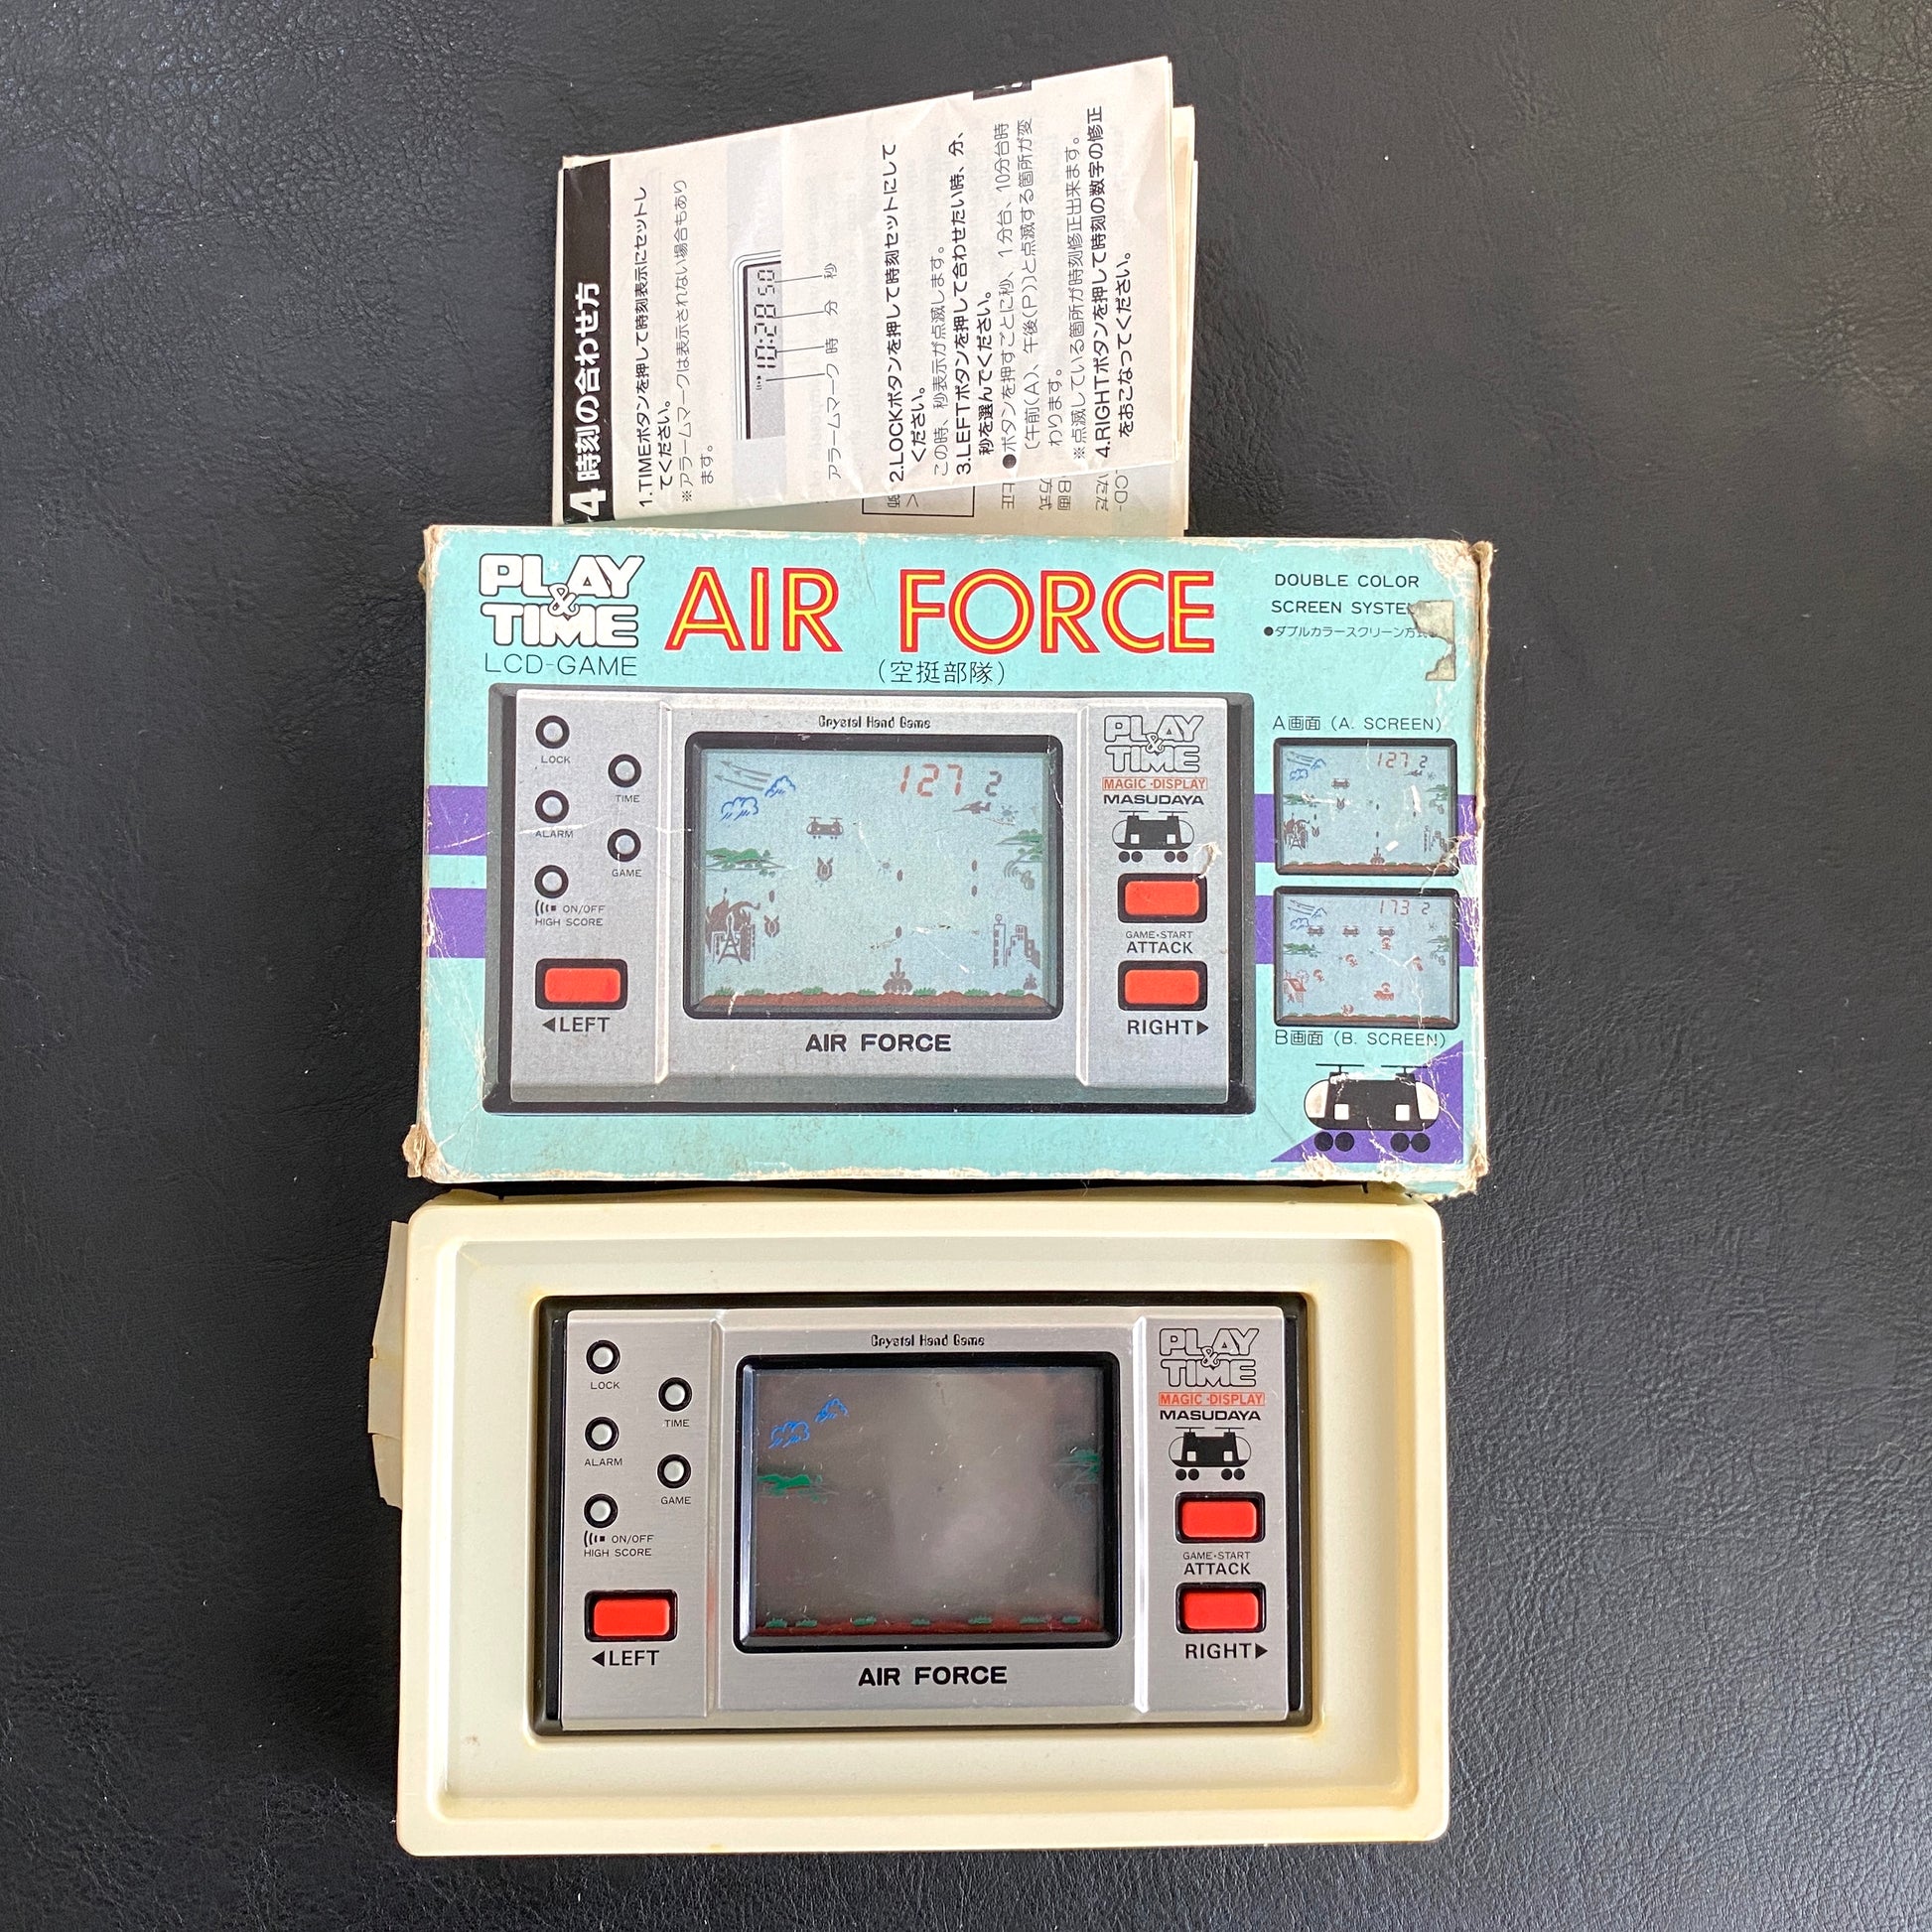 4 時刻の合わせ方
1.TIMEボタンを押して時刻表示にセットし
てください。
※アラームマークは表示されない場合もあり
ます。
10:28 50
アラームマーク 時 分 秒
2.LOCKボタンを押して時刻セットにして
ください。
この時、秒表示が点滅します。
3.LEFTボタンを押して合わせたい時、分、
秒を選んでください。
●ボタンを押すごとに秒、1分台、10分台時
(午前(A)、午後(P))と点滅する箇所が変
わります。
※点滅している箇所が時刻修正出来ます。
4.RIGHTボタンを押して時刻の数字の修正
をおこなってください。
PLAY
&
TIME
LCD-GAME
AIR FORCE
(空挺部隊)
DOUBLE COLOR
SCREEN
●ダブルカラースクリーン方式
Crystal Hand Game
LOCK
TIME
ALARM
GAME
ON/OFF
HIGH SCORE
◀LEFT
127 2
AIR FORCE
PLAY
&
TIME
MAGIC·DISPLAY
MASUDAYA
GAME·START
ATTACK
RIGHT▶
A画面 (A. SCREEN)
127 2
173 2
B画面 (B. SCREEN)
Crystal Hand Game
LOCK
TIME
ALARM
GAME
ON/OFF
HIGH SCORE
◀LEFT
AIR FORCE
PLAY
&
TIME
MAGIC·DISPLAY
MASUDAYA
GAME·START
ATTACK
RIGHT▶